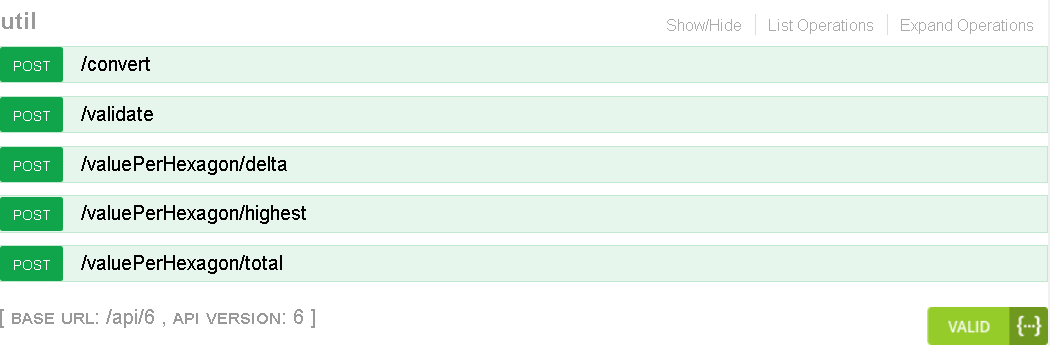 util
Show/Hide List Operations Expand Operations
POST /convert
POST /validate
POST /valuePerHexagon/delta
POST /valuePerHexagon/highest
POST /valuePerHexagon/total
[ BASE URL: /api/6 , API VERSION: 6 ]
VALID {···}